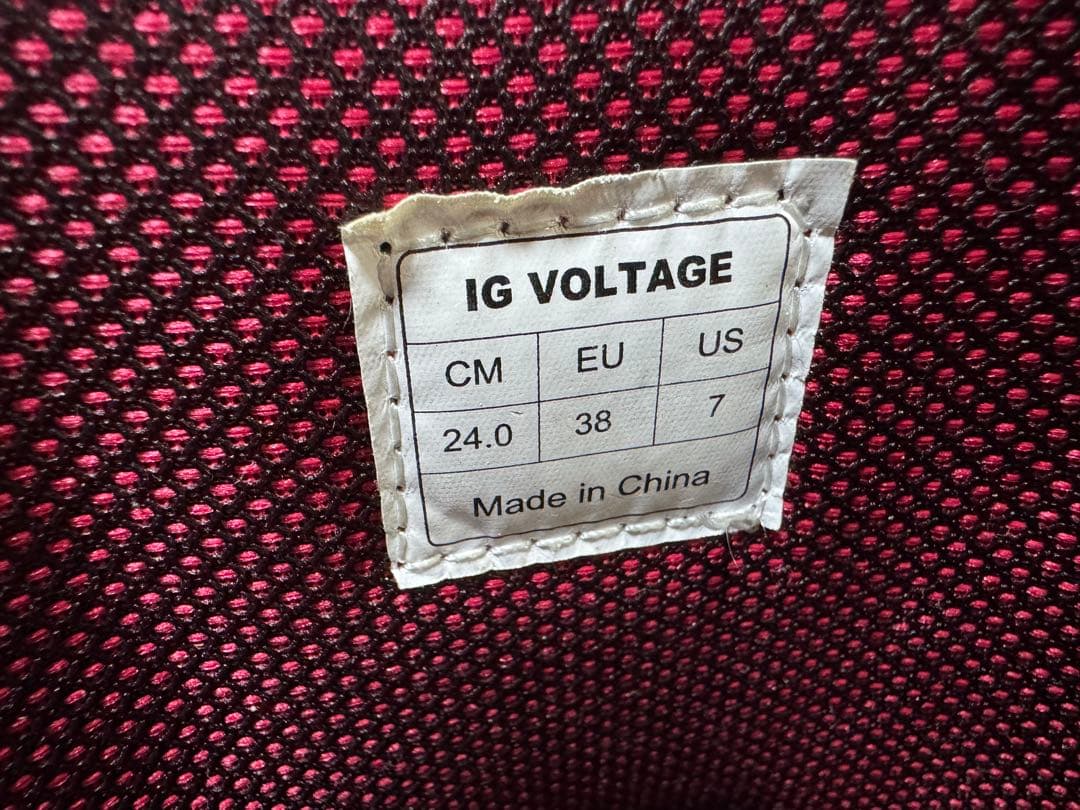 IG VOLTAGE
CM EU US
24.0 38 7
Made in China